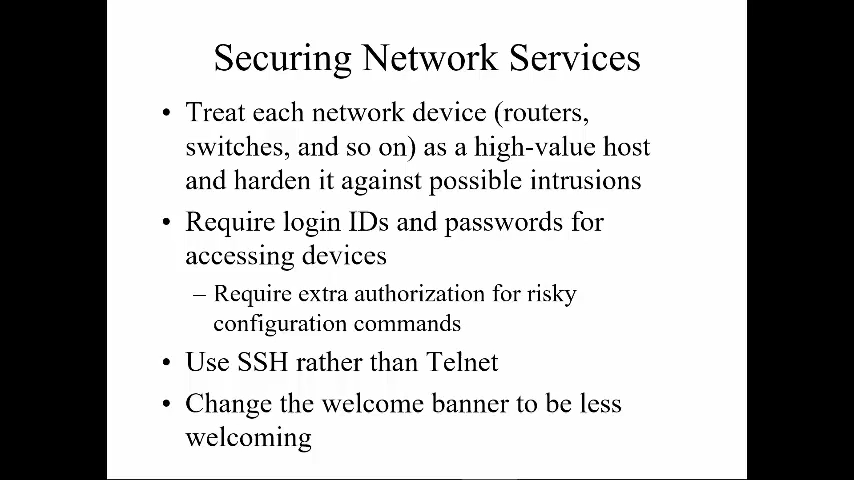 Securing Network Services
• Treat each network device (routers,
switches, and so on) as a high-value host
and harden it against possible intrusions
• Require login IDs and passwords for
accessing devices
– Require extra authorization for risky
configuration commands
• Use SSH rather than Telnet
• Change the welcome banner to be less
welcoming